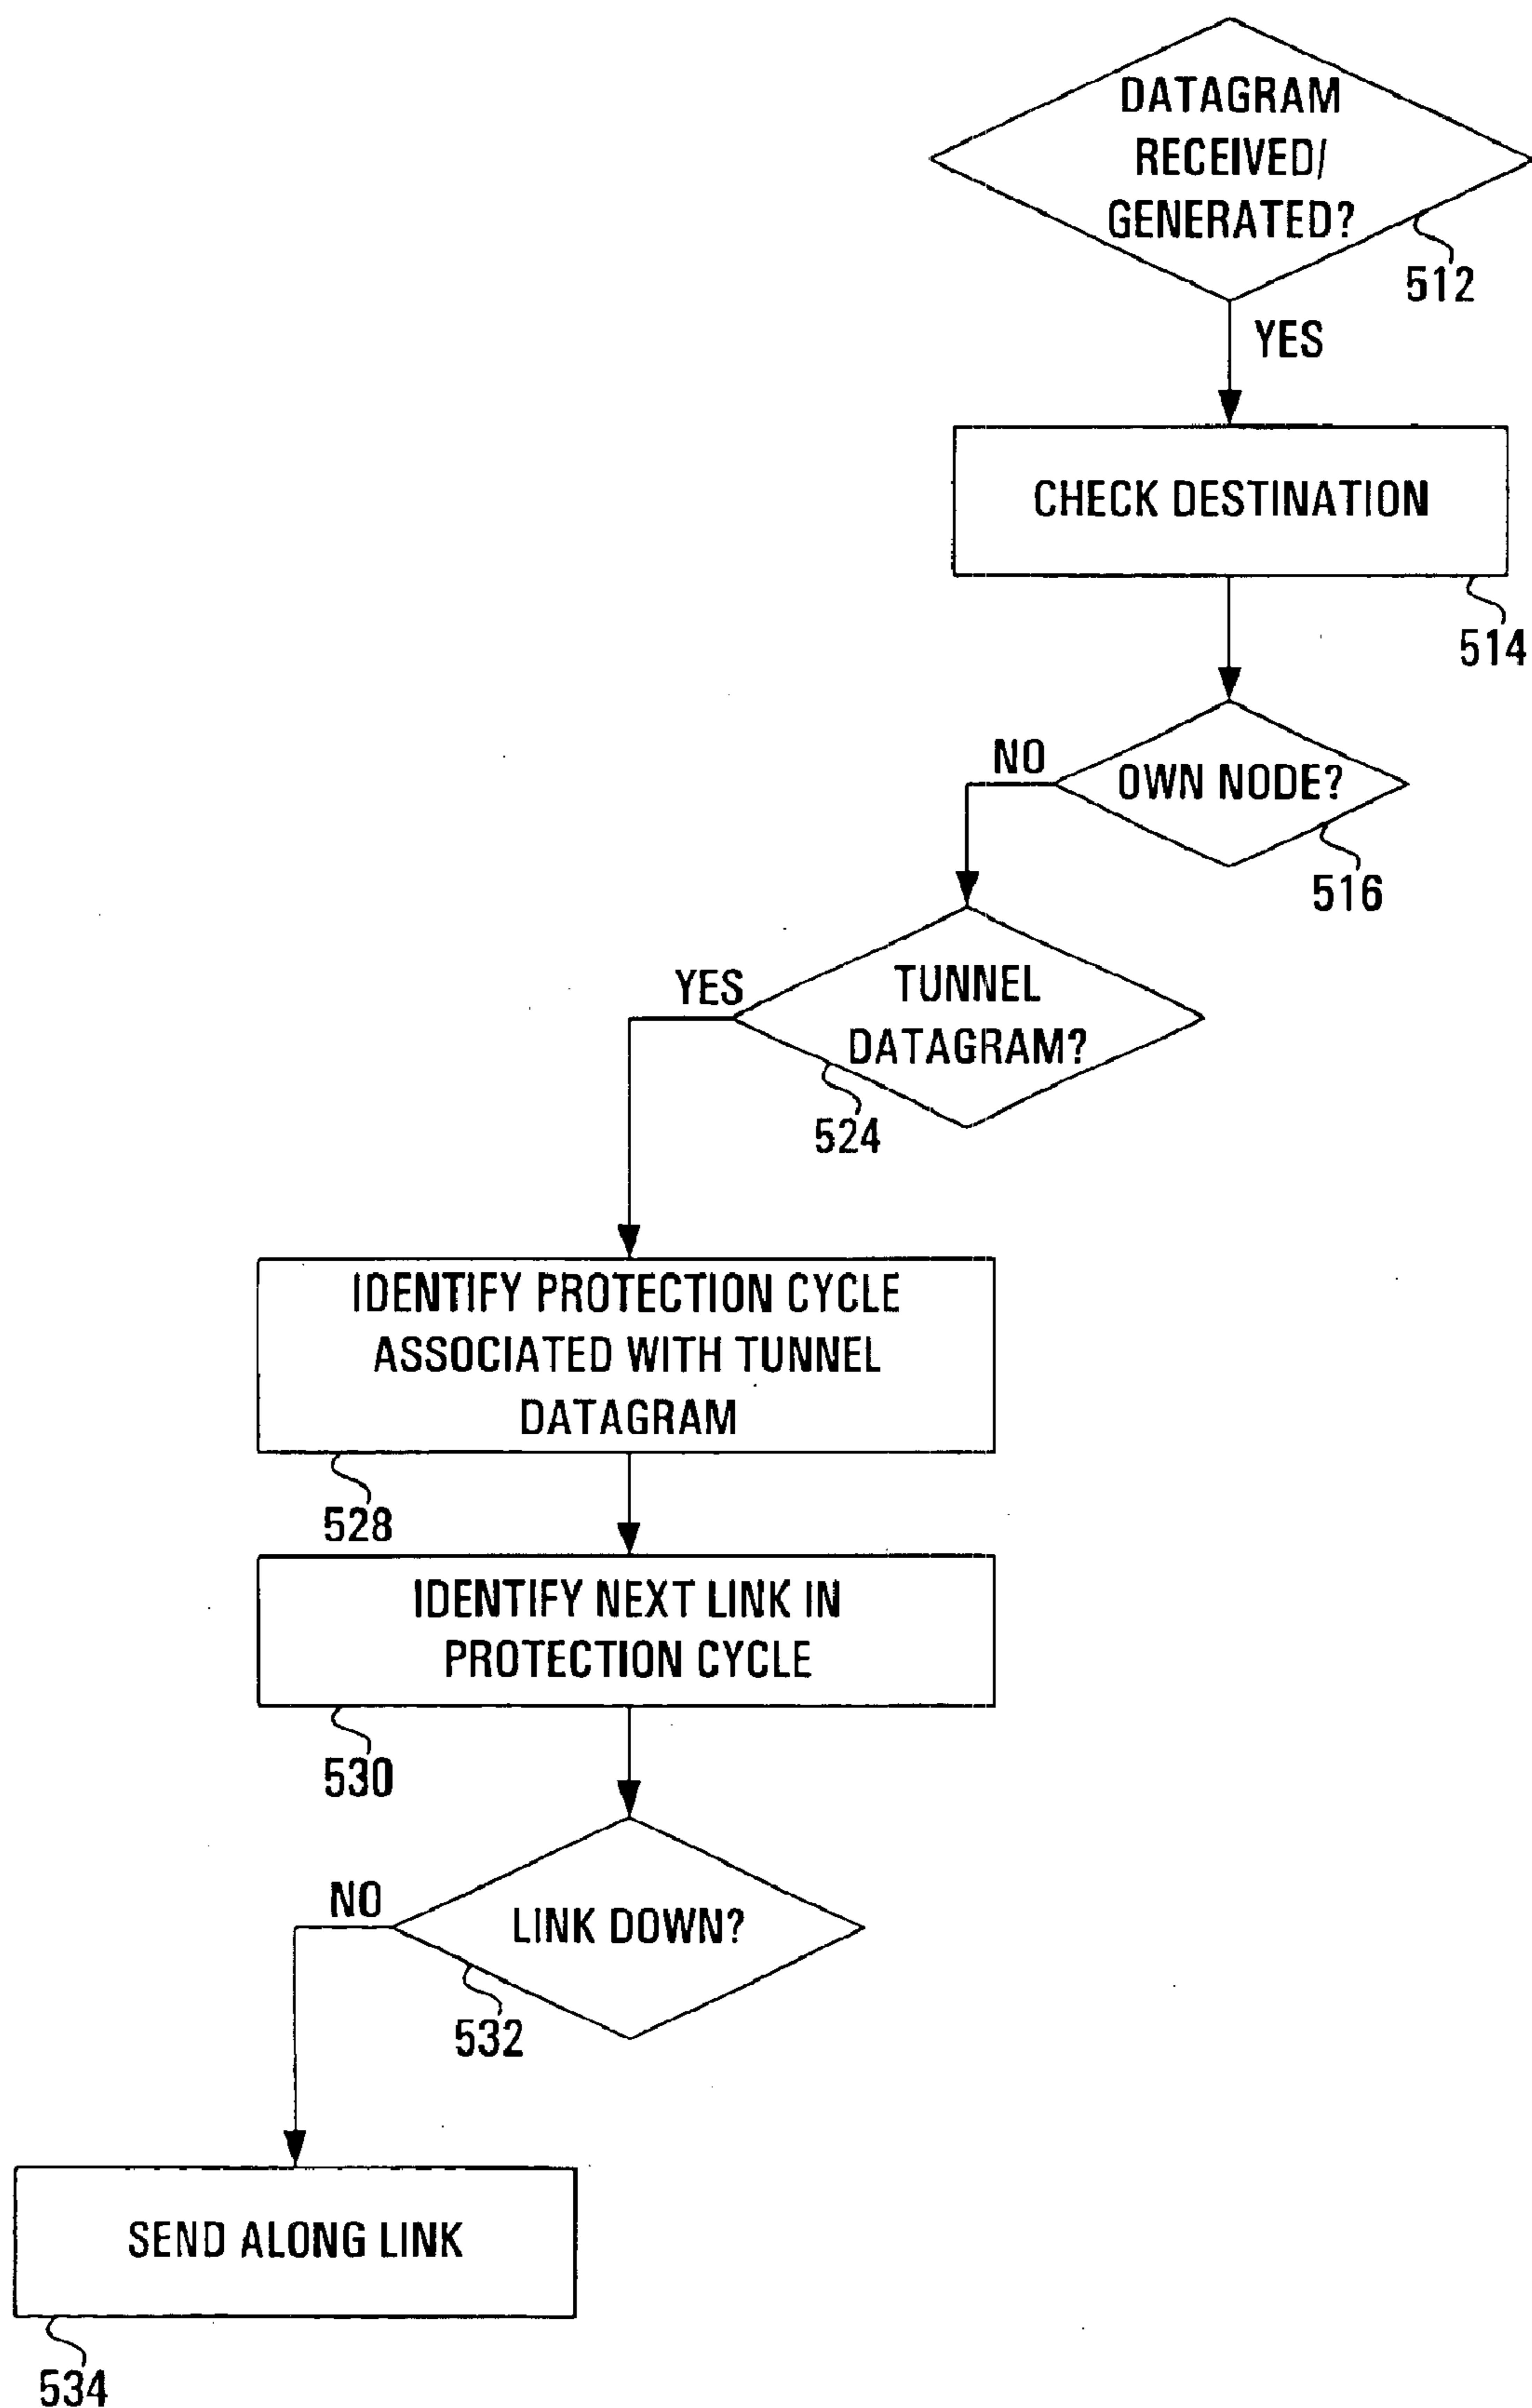 DATAGRAM
RECEIVED/
GENERATED?
512
YES
CHECK DESTINATION
514
NO
OWN NODE?
516
YES
TUNNEL
DATAGRAM?
524
IDENTIFY PROTECTION CYCLE
ASSOCIATED WITH TUNNEL
DATAGRAM
528
IDENTIFY NEXT LINK IN
PROTECTION CYCLE
530
NO
LINK DOWN?
532
SEND ALONG LINK
534